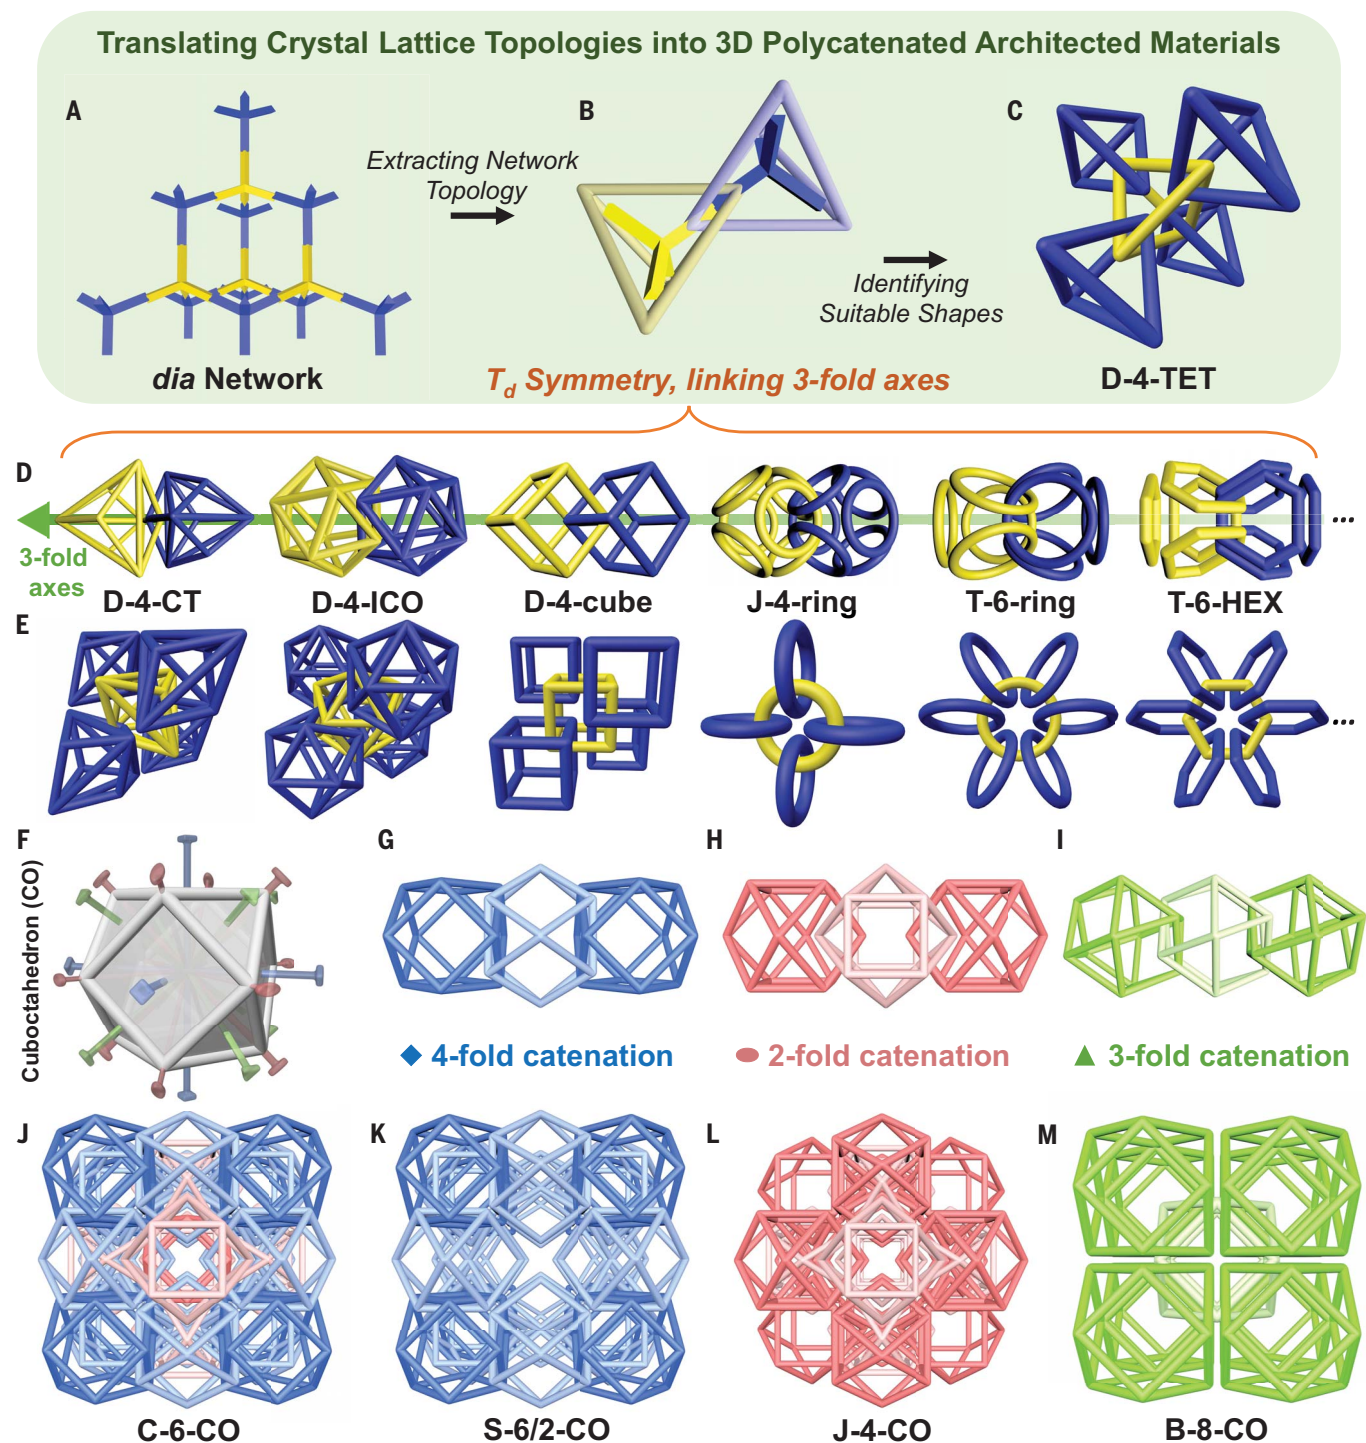 Translating Crystal Lattice Topologies into 3D Polycatenated Architected Materials
A
B
C
Extracting Network
Topology
Identifying
Suitable Shapes
dia Network
Td Symmetry, linking 3-fold axes
D-4-TET
D
3-fold
axes
...
D-4-CT
D-4-ICO
D-4-cube
J-4-ring
T-6-ring
T-6-HEX
E
...
F
G
H
I
Cuboctahedron (CO)
4-fold catenation
2-fold catenation
3-fold catenation
J
K
L
M
C-6-CO
S-6/2-CO
J-4-CO
B-8-CO